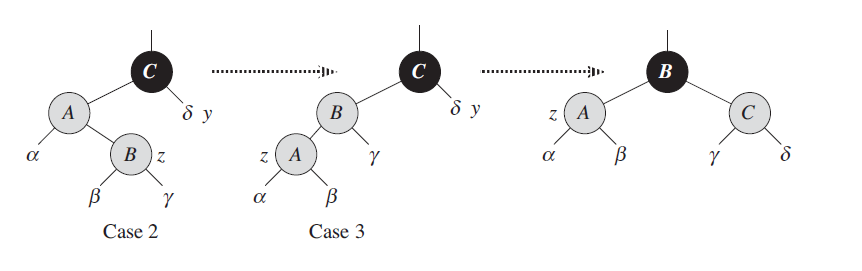 C C B
A δ y B δ y z A C
α B z z A γ α β γ δ
β γ α β
Case 2 Case 3